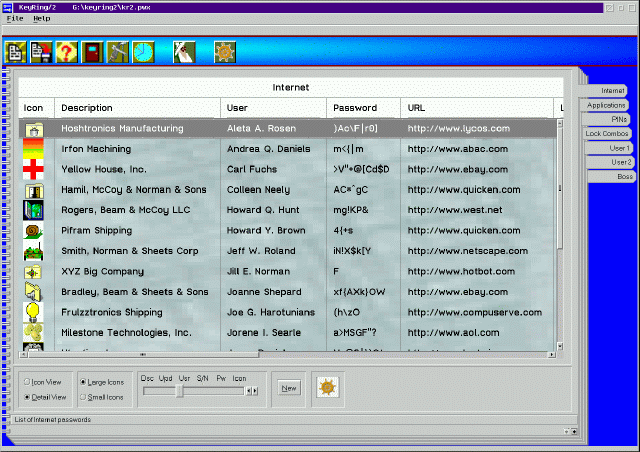 KeyRing/2 G:\keyring2\kr2.pwx
File Help
Internet
Icon Description User Password URL
Hoshtronics Manufacturing Aleta A. Rosen )Ac\F|r0] http://www.lycos.com
Irfon Machining Andrea Q. Daniels m<{|m http://www.abac.com
Yellow House, Inc. Carl Fuchs >V"+@[Cd$D http://www.ebay.com
Hamil, McCoy & Norman & Sons Colleen Neely AC*^gC http://www.quicken.com
Rogers, Beam & McCoy LLC Howard Q. Hunt mg!KP& http://www.west.net
Pifram Shipping Howard Y. Brown 4{+s http://www.quicken.com
Smith, Norman & Sheets Corp Jeff W. Roland iN!X$k[Y http://www.netscape.com
XYZ Big Company Jill E. Norman F http://www.hotbot.com
Bradley, Beam & Sheets & Sons Joanne Shepard xf{AXk}OW http://www.ebay.com
Frulzztronics Shipping Joe G. Harotunians (h\zO http://www.compuserve.com
Milestone Technologies, Inc. Jorene I. Searle a>MSGF"? http://www.aol.com
Internet
Applications
PINs
Lock Combos
User1
User2
Boss
Icon View Large Icons Dsc Upd Usr S/N Pw Icon New
Detail View Small Icons
List of Internet passwords